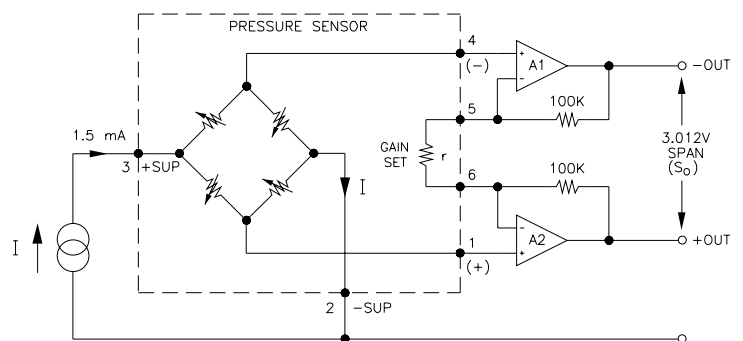 PRESSURE SENSOR
4
(-)
A1
+
-
-OUT
5
100K
1.5 mA
3
+SUP
GAIN
SET
r
3.012V
SPAN
(So)
I
6
100K
I
-
A2
+
+OUT
1
(+)
2
-SUP